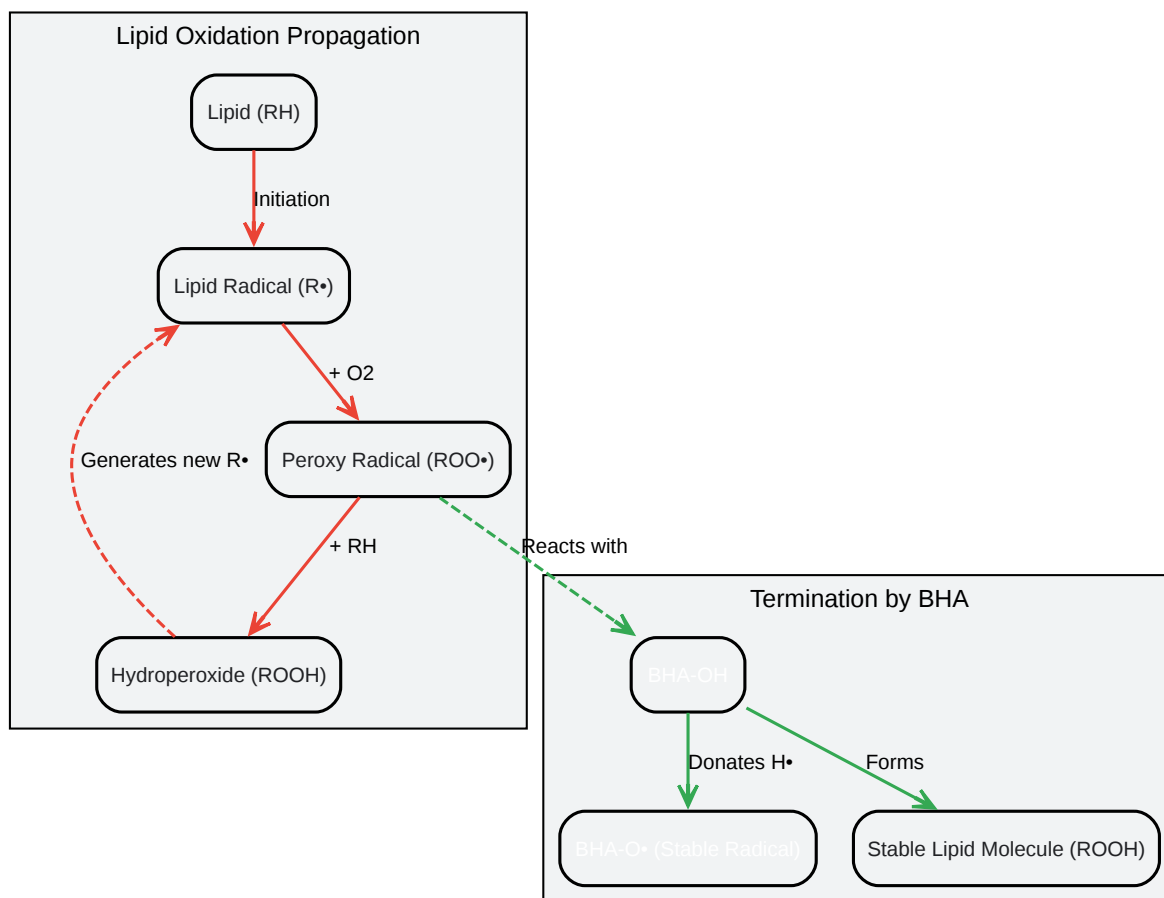 Lipid Oxidation Propagation
Lipid (RH)
Initiation
Lipid Radical (R•)
+ O2
Peroxy Radical (ROO•)
Generates new R•
+ RH
Reacts with
Hydroperoxide (ROOH)
Termination by BHA
BHA-OH
Donates H•
Forms
BHA-O• (Stable Radical)
Stable Lipid Molecule (ROOH)